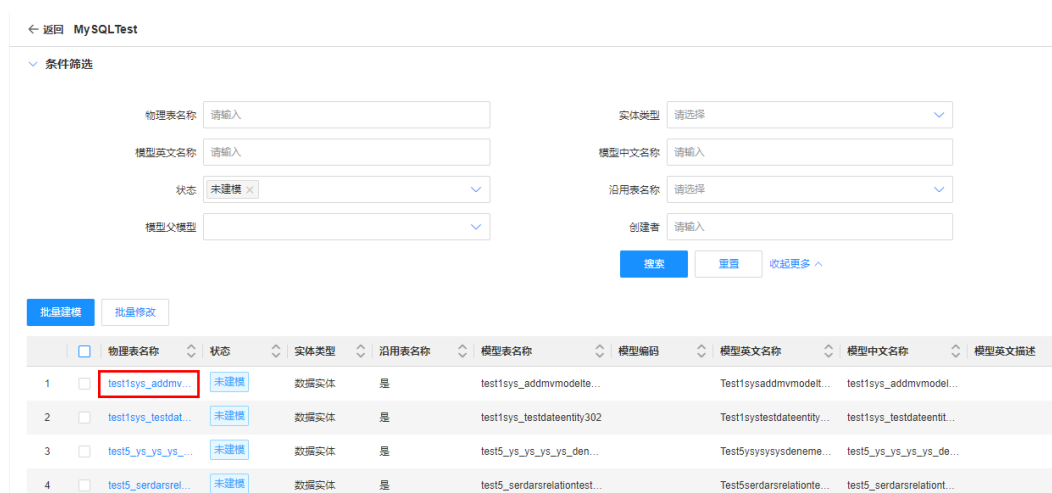 ← 返回 MySQLTest
条件筛选
物理表名称 请输入 实体类型 请选择
模型英文名称 请输入 模型中文名称 请输入
状态 未建模 × 沿用表名称 请选择
模型父模型 创建者 请输入
搜索 重置 收起更多
批量建模 批量修改
物理表名称 状态 实体类型 沿用表名称 模型表名称 模型编码 模型英文名称 模型中文名称 模型英文描述
1 test1sys_addmv... 未建模 数据实体 是 test1sys_addmvmodelte... Test1sysaddmvmodelt... test1sys_addmvmodel...
2 test1sys_testdat... 未建模 数据实体 是 test1sys_testdateentity302 Test1systestdateentity... test1sys_testdateentit...
3 test5_ys_ys_ys_... 未建模 数据实体 是 test5_ys_ys_ys_ys_den... Test5ysysysysdeneme... test5_ys_ys_ys_ys_de...
4 test5_serdarsrel... 未建模 数据实体 是 test5_serdarsrelationtest... Test5serdarsrelationte... test5_serdarsrelationt...